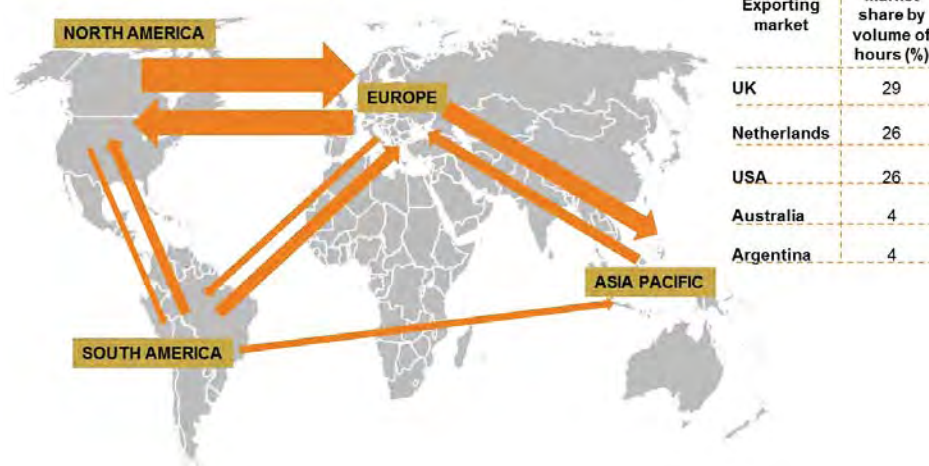 NORTH AMERICA
EUROPE
ASIA PACIFIC
SOUTH AMERICA
Exporting
market
share by
volume of
hours (%)
UK 29
Netherlands 26
USA 26
Australia 4
Argentina 4